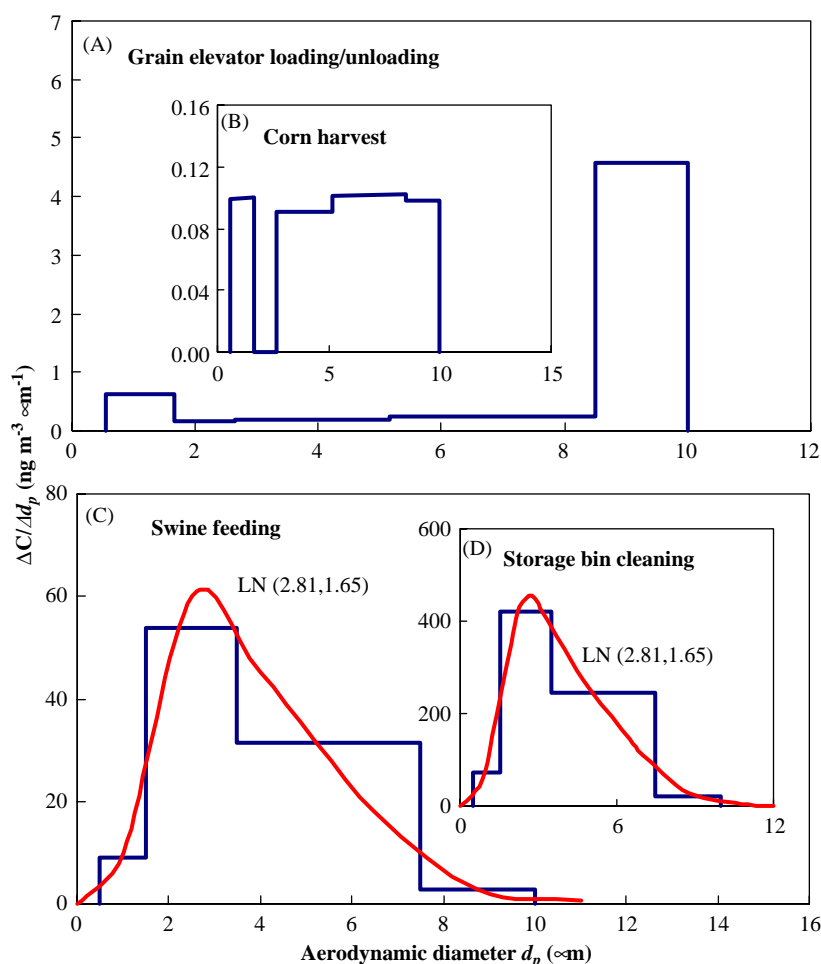 7
(A)
Grain elevator loading/unloading
6
5
4
3
2
1
0
0 2 4 6 8 10 12
0.16
(B)
Corn harvest
0.12
0.08
0.04
0.00
0 5 10 15
ΔC/Δd_p (ng m⁻³ ∝m⁻¹)
80
(C)
Swine feeding
LN (2.81,1.65)
60
40
20
0
0 2 4 6 8 10 12 14 16
600
(D)
Storage bin cleaning
LN (2.81,1.65)
400
200
0
0 6 12
Aerodynamic diameter d_p (∝m)